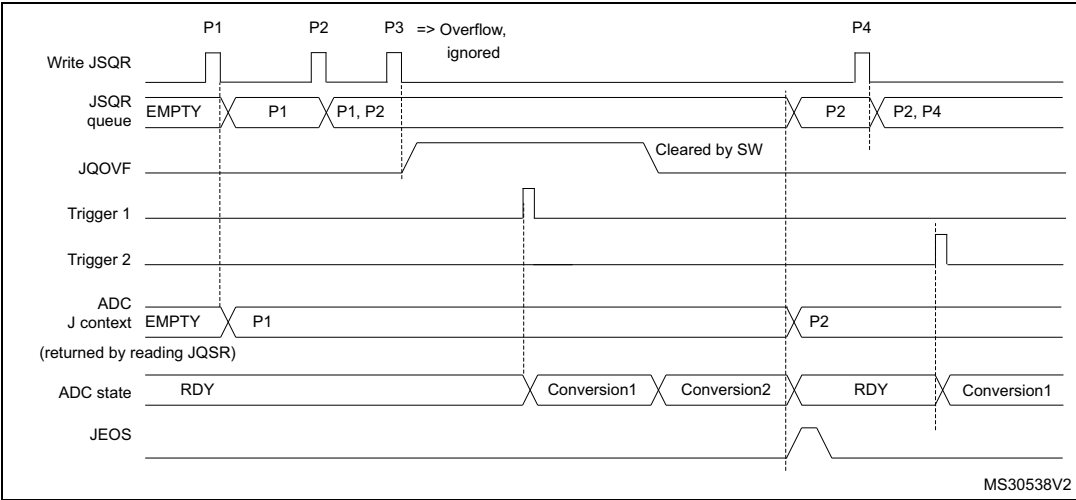 P1 P2 P3 => Overflow, P4
ignored
Write JSQR
JSQR
queue
EMPTY P1 P1, P2 P2 P2, P4
JQOVF Cleared by SW
Trigger 1
Trigger 2
ADC
J context EMPTY P1 P2
(returned by reading JQSR)
ADC state RDY Conversion1 Conversion2 RDY Conversion1
JEOS
MS30538V2